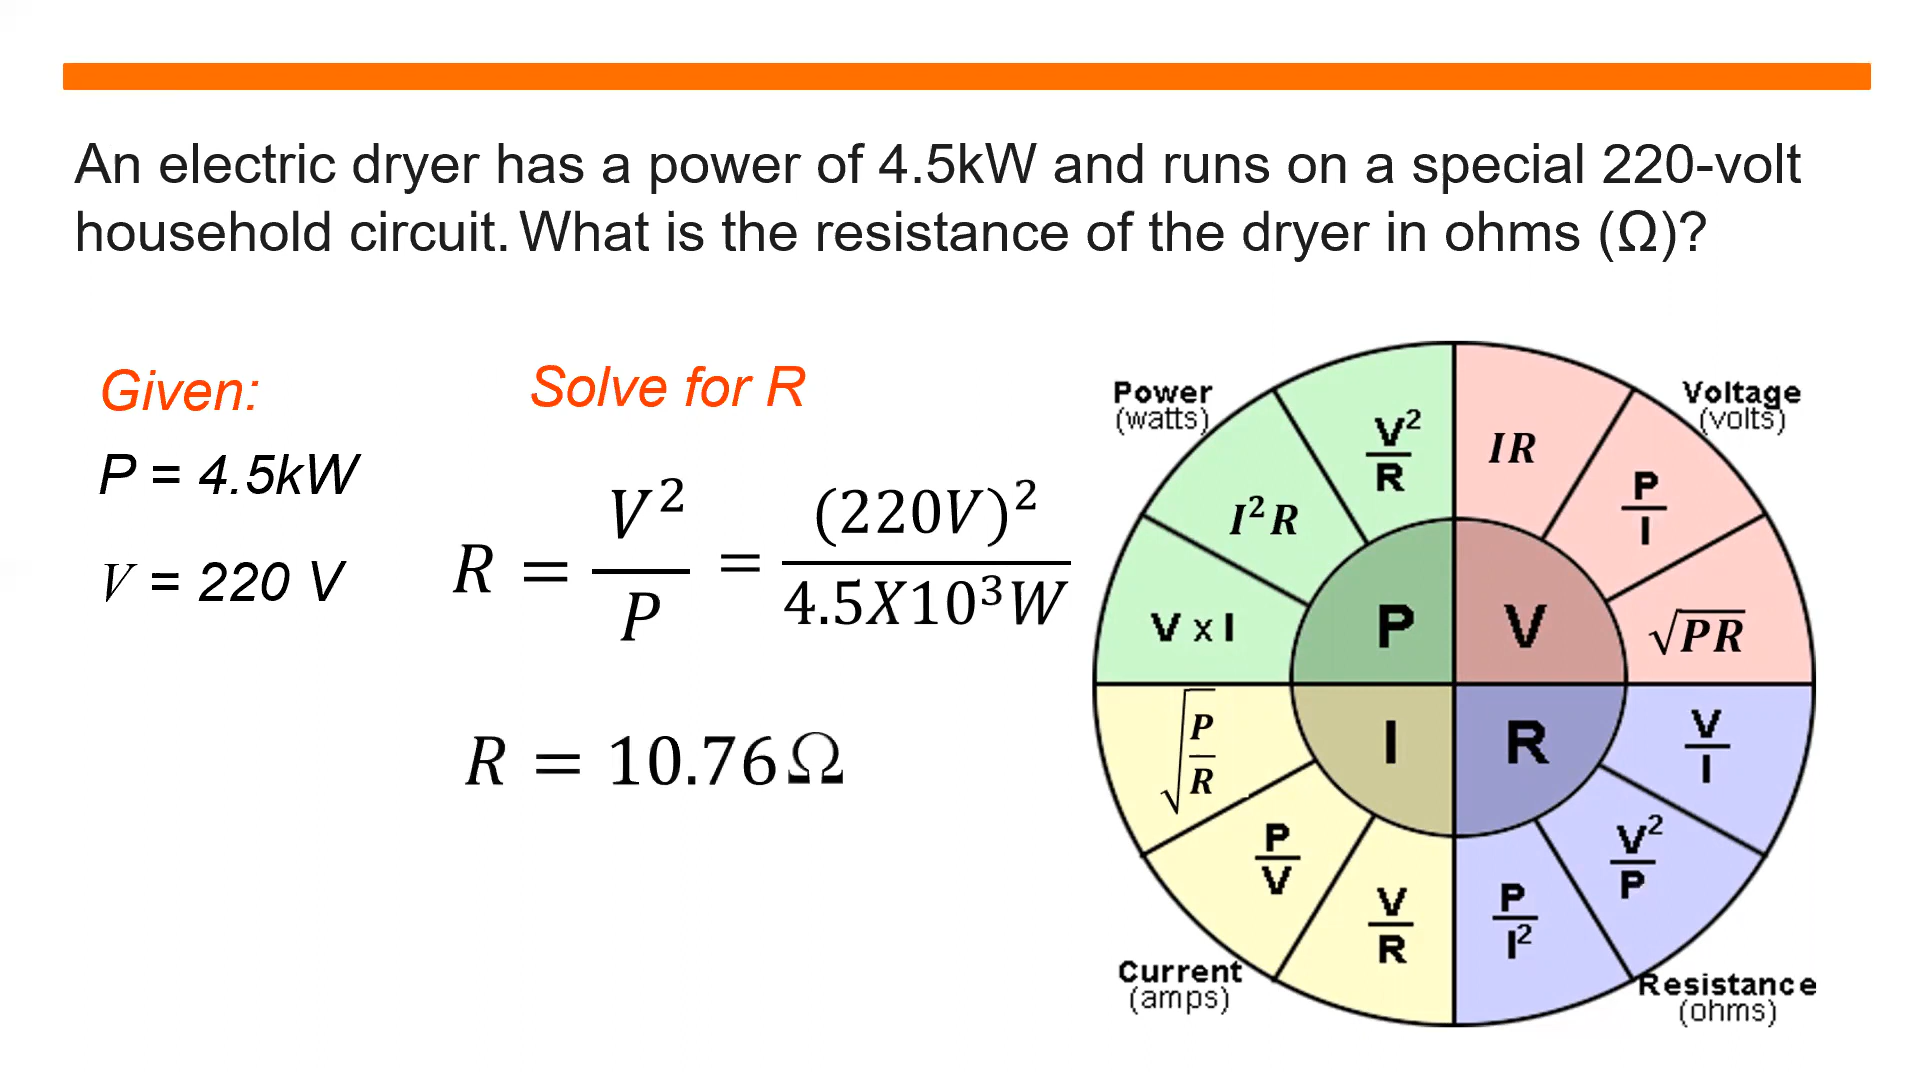 An electric dryer has a power of 4.5kW and runs on a special 220-volt
household circuit. What is the resistance of the dryer in ohms (Ω)?
Given:
P = 4.5kW
V = 220 V
Solve for R
R = V²/P = (220V)²/4.5X10³W
R = 10.76Ω
Power
(watts)
Voltage
(volts)
V²/R
IR
I²R
P/I
V x I
√PR
P
V
I
R
√P/R
V/I
P/V
V²/P
V/R
P/I²
Current
(amps)
Resistance
(ohms)